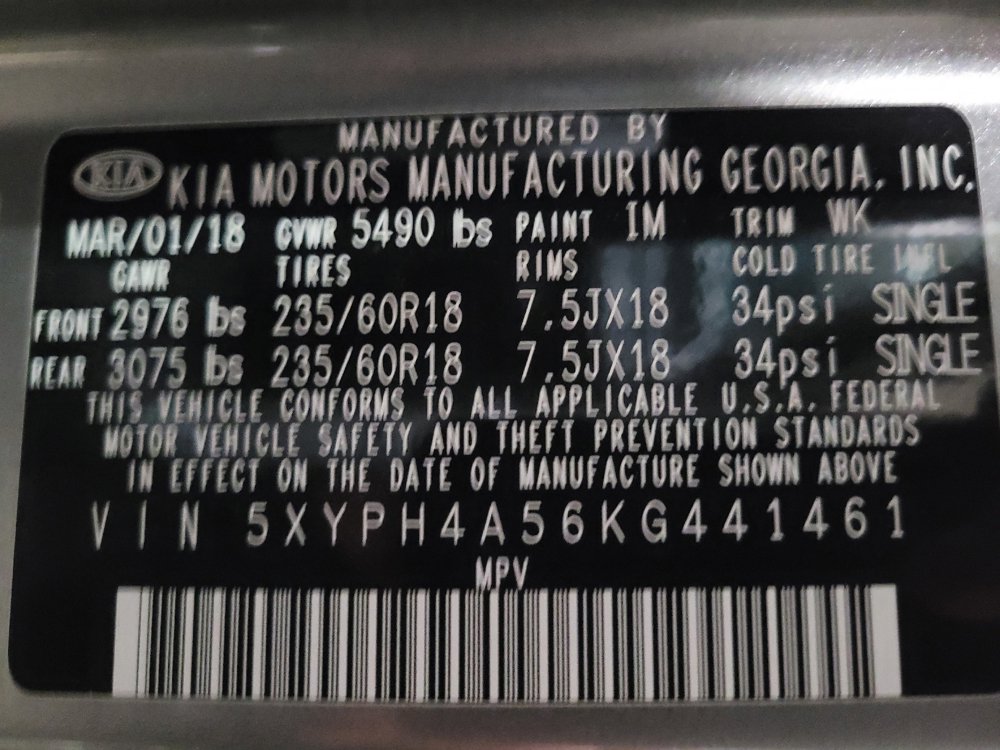 MANUFACTURED BY
KIA KIA MOTORS MANUFACTURING GEORGIA, INC.
MAR/01/18 GVWR 5490 lbs PAINT IM TRIM WK
GAWR TIRES RIMS COLD TIRE INFL
FRONT 2976 lbs 235/60R18 7.5JX18 34psi SINGLE
REAR 3075 lbs 235/60R18 7.5JX18 34psi SINGLE
THIS VEHICLE CONFORMS TO ALL APPLICABLE U.S.A. FEDERAL
MOTOR VEHICLE SAFETY AND THEFT PREVENTION STANDARDS
IN EFFECT ON THE DATE OF MANUFACTURE SHOWN ABOVE
VIN 5XYPH4A56KG441461
MPV